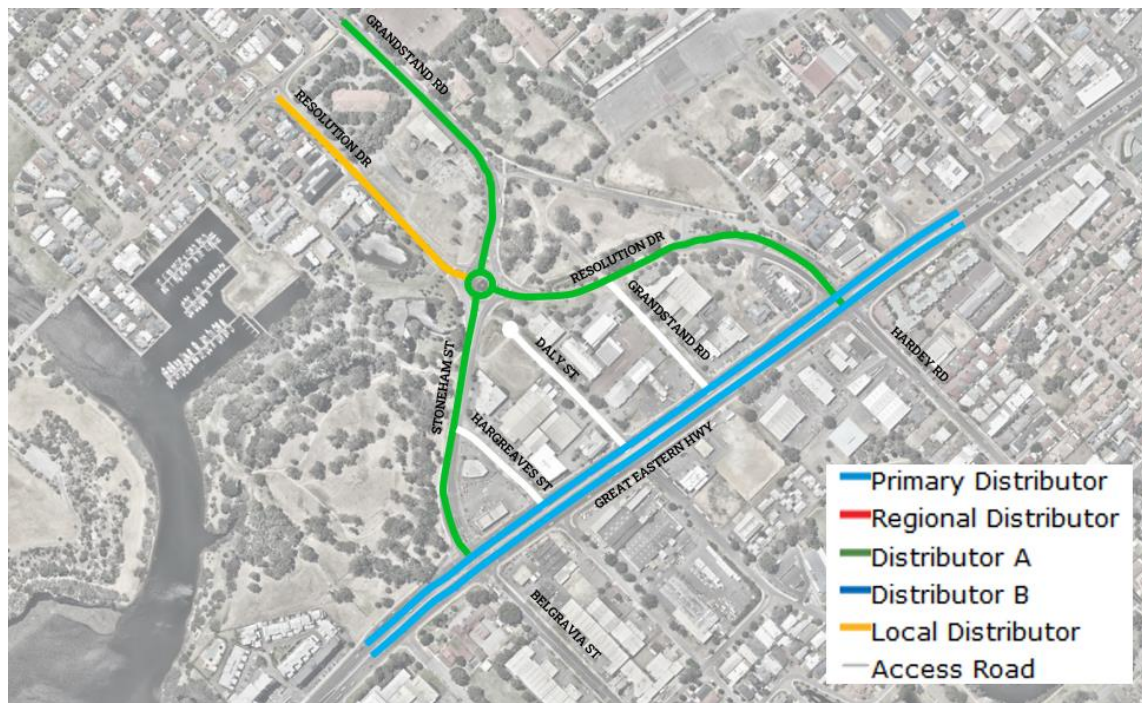 GRANDSTAND RD
RESOLUTION DR
RESOLUTION DR
GRANDSTAND RD
HARDEY RD
DALY ST
STONEHAM ST
HARGREAVES ST
GREAT EASTERN HWY
BELGRAVIA ST
Primary Distributor
Regional Distributor
Distributor A
Distributor B
Local Distributor
Access Road